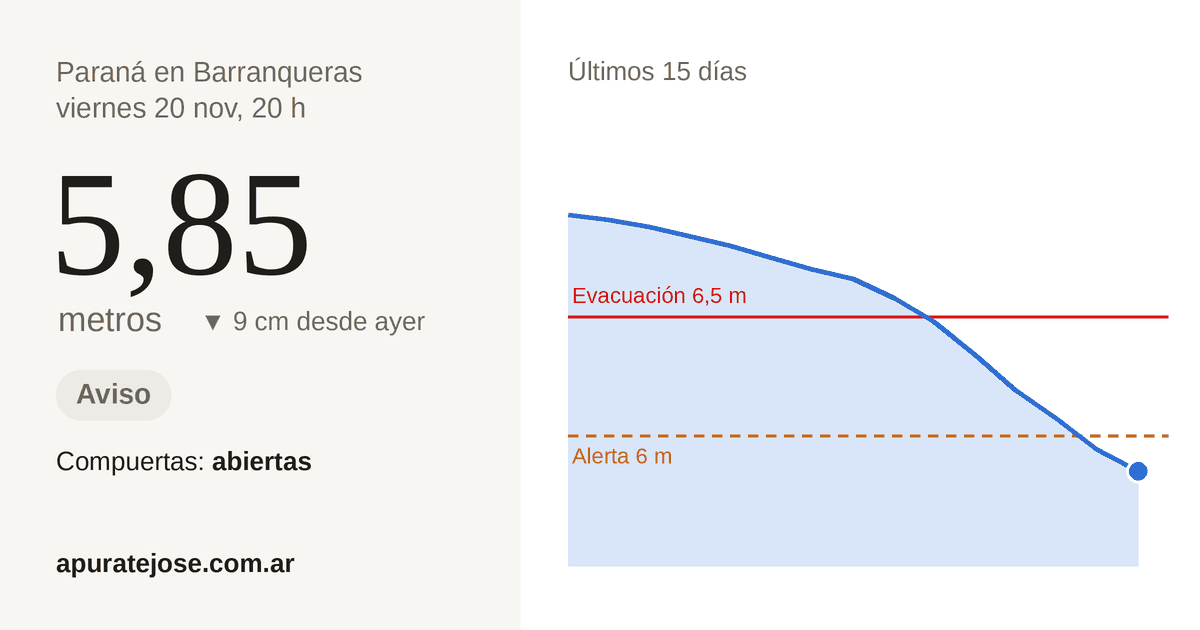 Paraná en Barranqueras
viernes 20 nov, 20 h
5,85
metros ▼ 9 cm desde ayer
Aviso
Compuertas: abiertas
apuratejose.com.ar
Últimos 15 días
Evacuación 6,5 m
Alerta 6 m